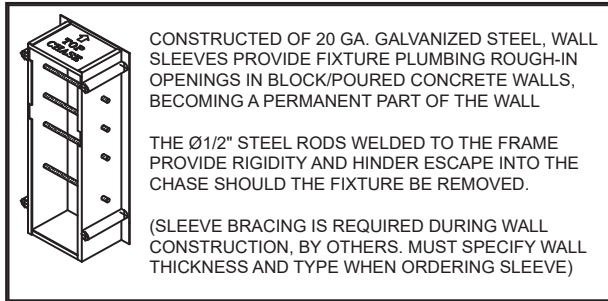 TOP
CHASE
CONSTRUCTED OF 20 GA. GALVANIZED STEEL, WALL
SLEEVES PROVIDE FIXTURE PLUMBING ROUGH-IN
OPENINGS IN BLOCK/POURED CONCRETE WALLS,
BECOMING A PERMANENT PART OF THE WALL
THE Ø1/2" STEEL RODS WELDED TO THE FRAME
PROVIDE RIGIDITY AND HINDER ESCAPE INTO THE
CHASE SHOULD THE FIXTURE BE REMOVED.
(SLEEVE BRACING IS REQUIRED DURING WALL
CONSTRUCTION, BY OTHERS. MUST SPECIFY WALL
THICKNESS AND TYPE WHEN ORDERING SLEEVE)